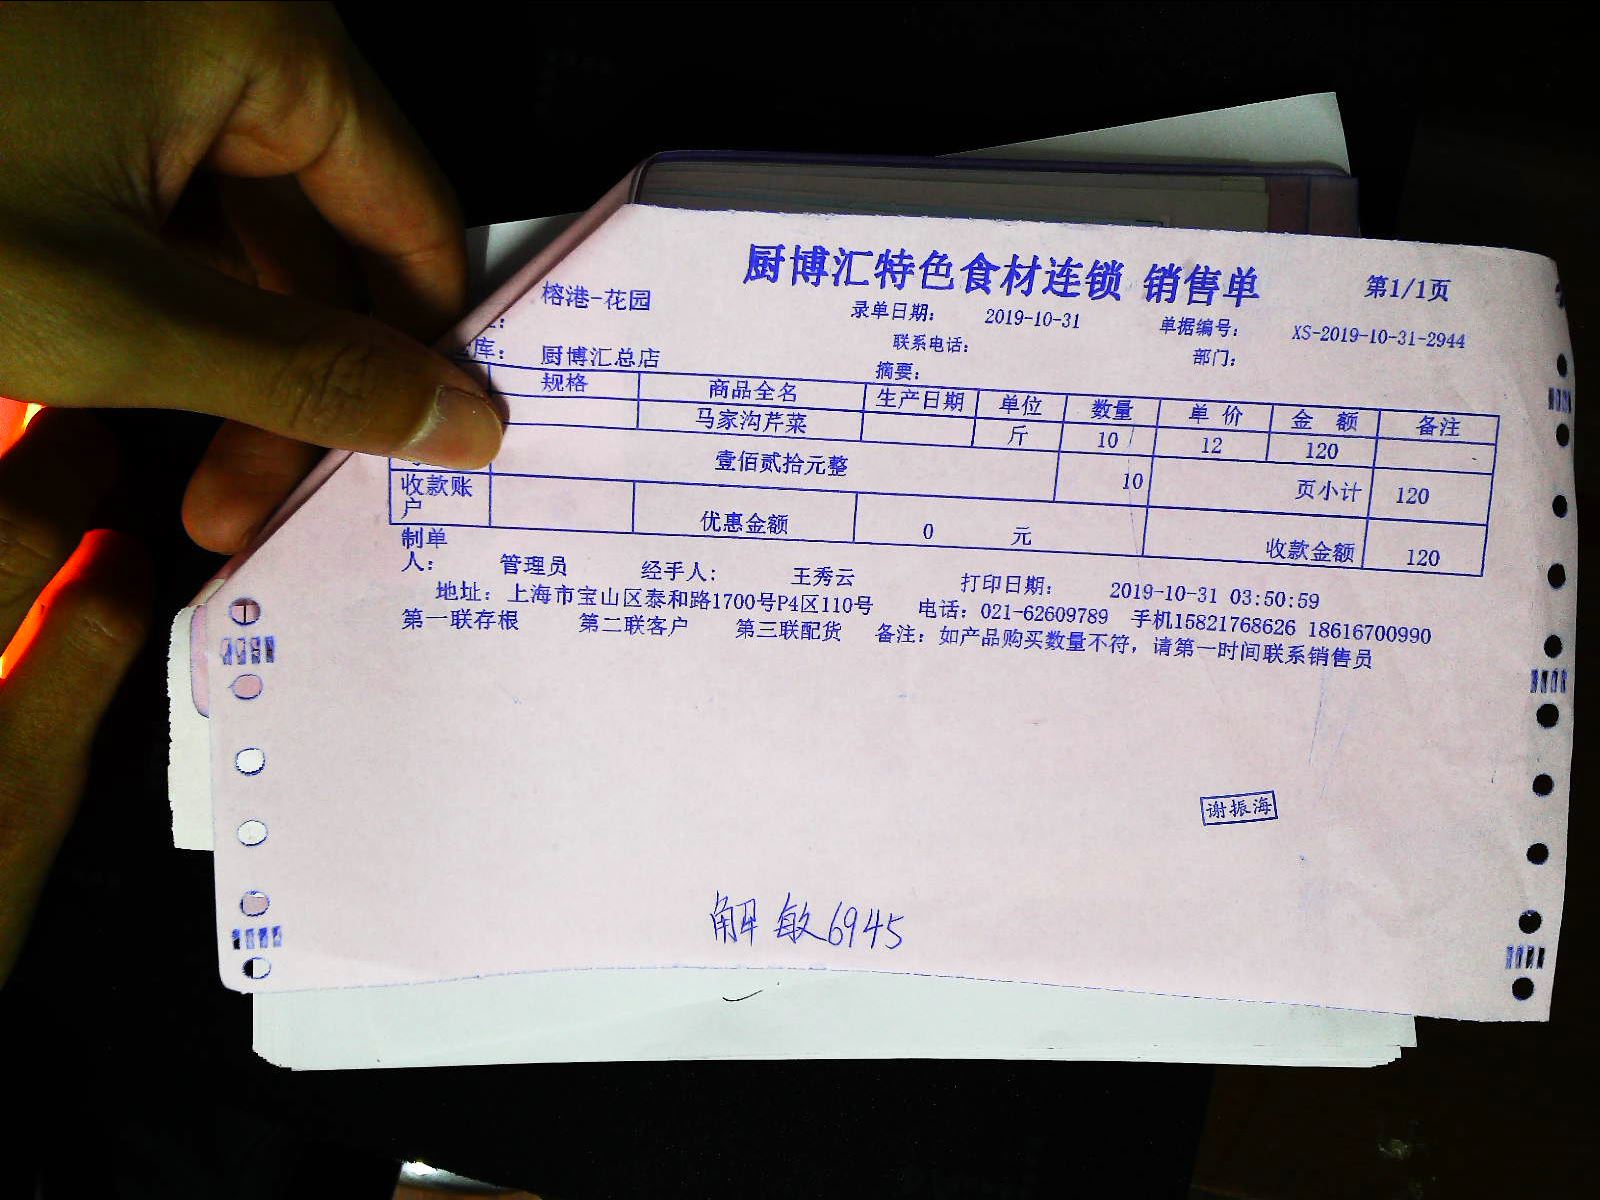 厨博汇特色食材连锁 销售单 第1/1页
榕港-花园 录单日期: 2019-10-31 单据编号: XS-2019-10-31-2944
联系电话: 部门:
库: 厨博汇总店 摘要:
规格 商品全名 生产日期 单位 数量 单价 金额 备注
马家沟芹菜 斤 10 12 120
壹佰贰拾元整 10 页小计 120
收款账户 优惠金额 0 元 收款金额 120
制单人: 管理员 经手人: 王秀云 打印日期: 2019-10-31 03:50:59
地址: 上海市宝山区泰和路1700号P4区110号 电话: 021-62609789 手机15821768626 18616700990
第一联存根 第二联客户 第三联配货 备注: 如产品购买数量不符, 请第一时间联系销售员
谢振海
解敏6945